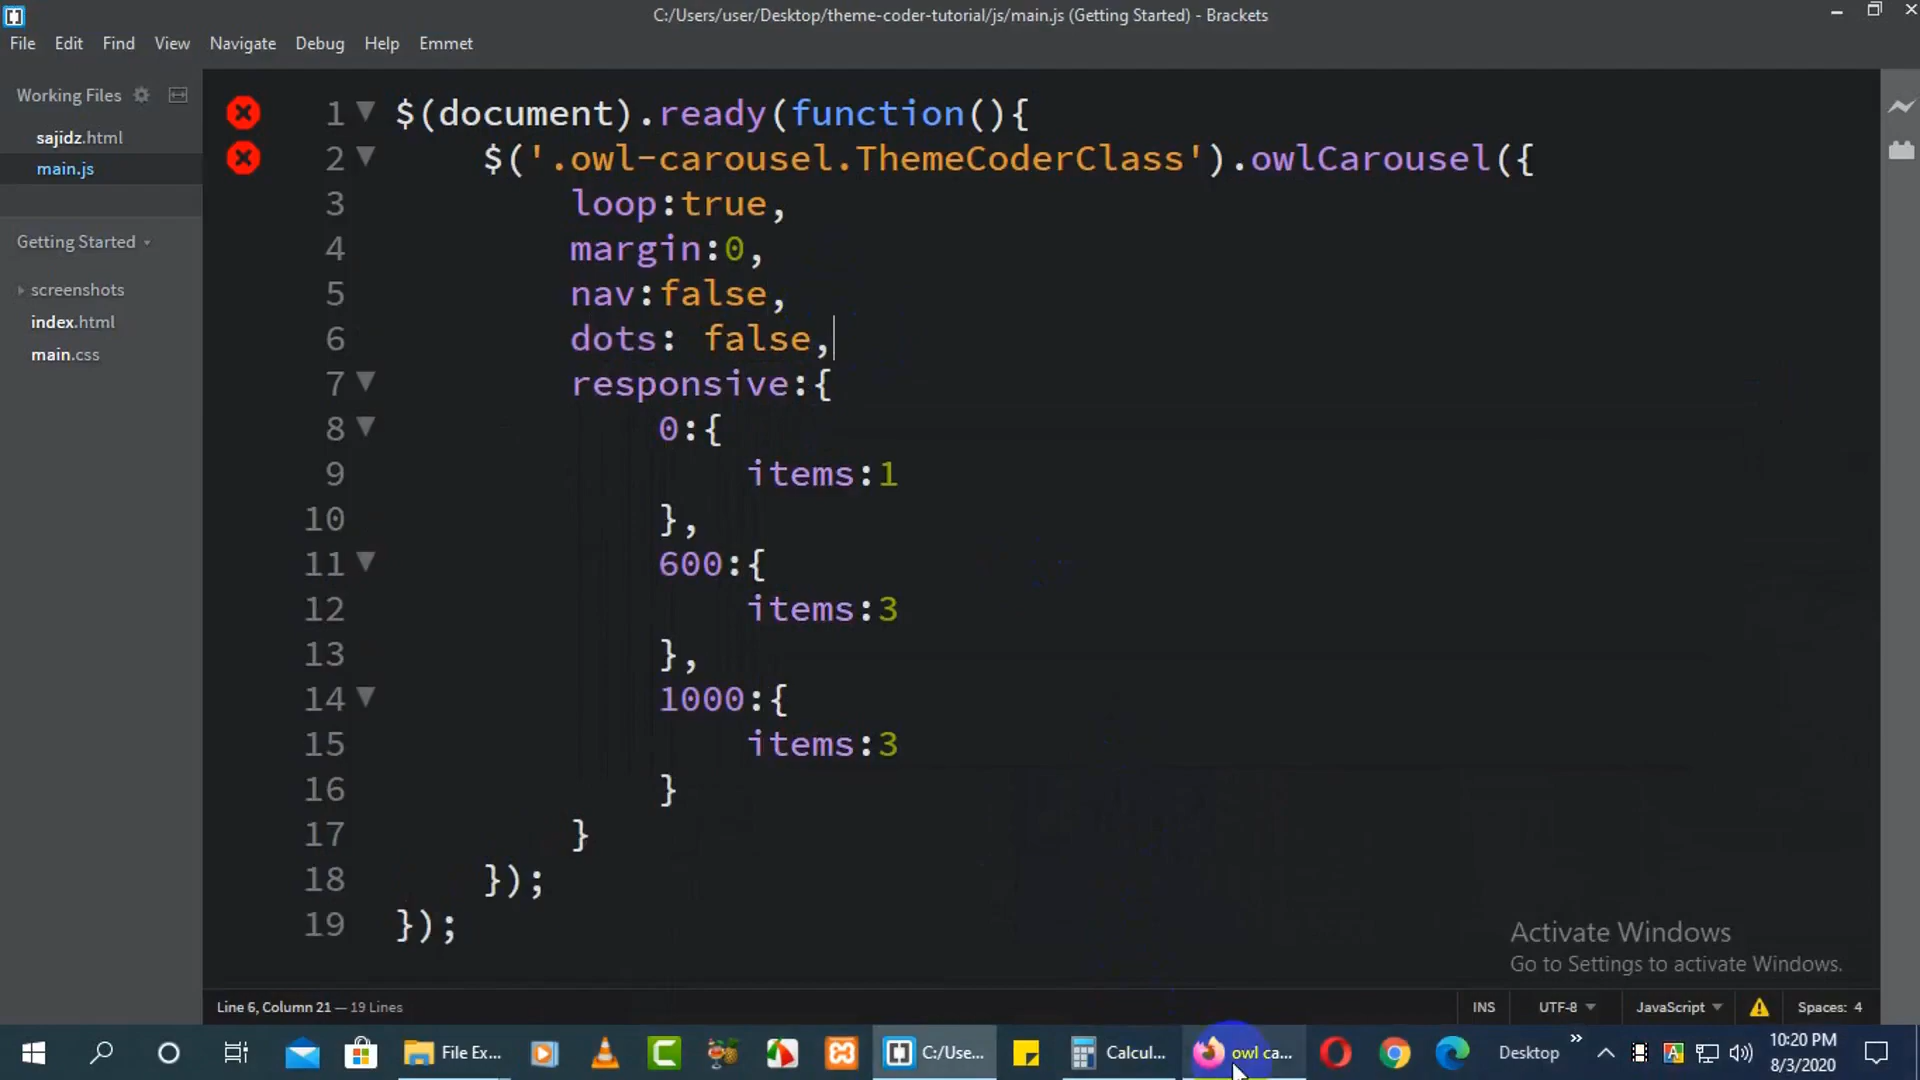 C:/Users/user/Desktop/theme-coder-tutorial/js/main.js (Getting Started) - Brackets
File Edit Find View Navigate Debug Help Emmet
Working Files
sajidz.html
main.js
Getting Started
screenshots
index.html
main.css
1 $(document).ready(function(){
2 $('.owl-carousel.ThemeCoderClass').owlCarousel({
3 loop:true,
4 margin:0,
5 nav:false,
6 dots: false,
7 responsive:{
8 0:{
9 items:1
10 },
11 600:{
12 items:3
13 },
14 1000:{
15 items:3
16 }
17 }
18 });
19 });
Activate Windows
Go to Settings to activate Windows.
Line 6, Column 21 — 19 Lines
INS UTF-8 JavaScript Spaces: 4
File Ex... C:/Use... Calcul... owl ca... Desktop
10:20 PM
8/3/2020